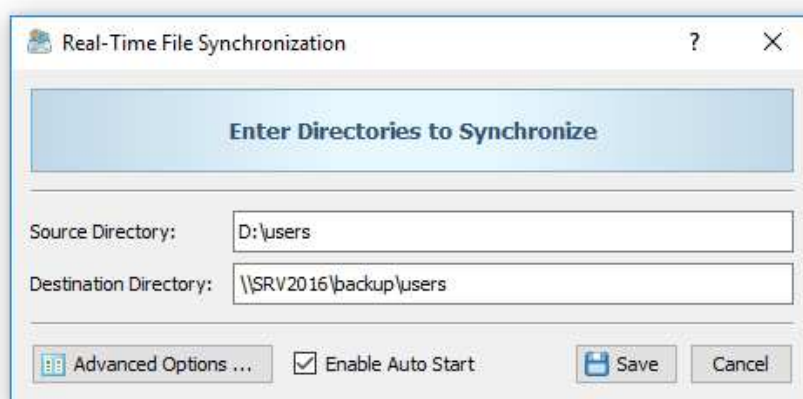 Real-Time File Synchronization ?
Enter Directories to Synchronize
Source Directory: D:\users
Destination Directory: \\SRV2016\backup\users
Advanced Options ... Enable Auto Start Save Cancel